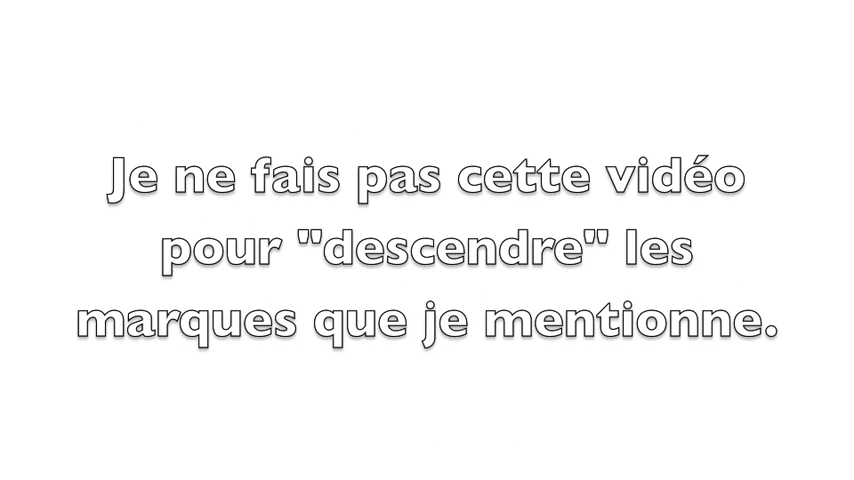 Je ne fais pas cette vidéo
pour "descendre" les
marques que je mentionne.